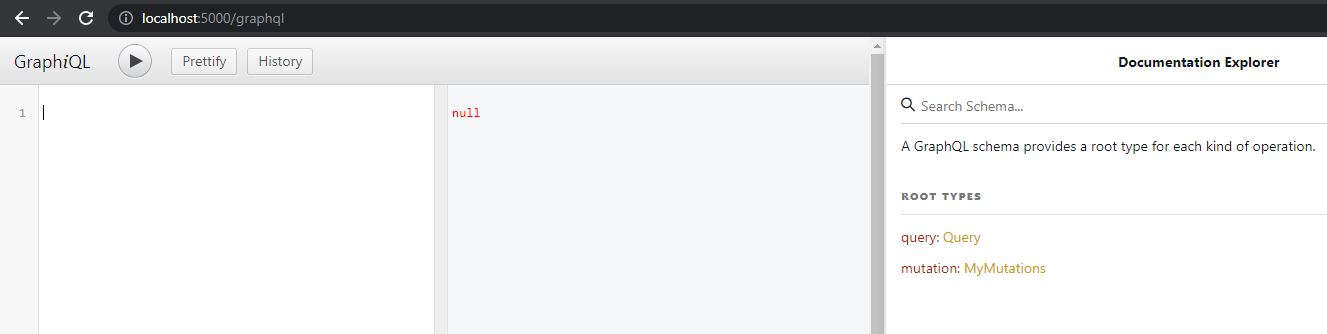 localhost:5000/graphql
GraphiQL
Prettify
History
Documentation Explorer
1
null
Search Schema...
A GraphQL schema provides a root type for each kind of operation.
ROOT TYPES
query: Query
mutation: MyMutations